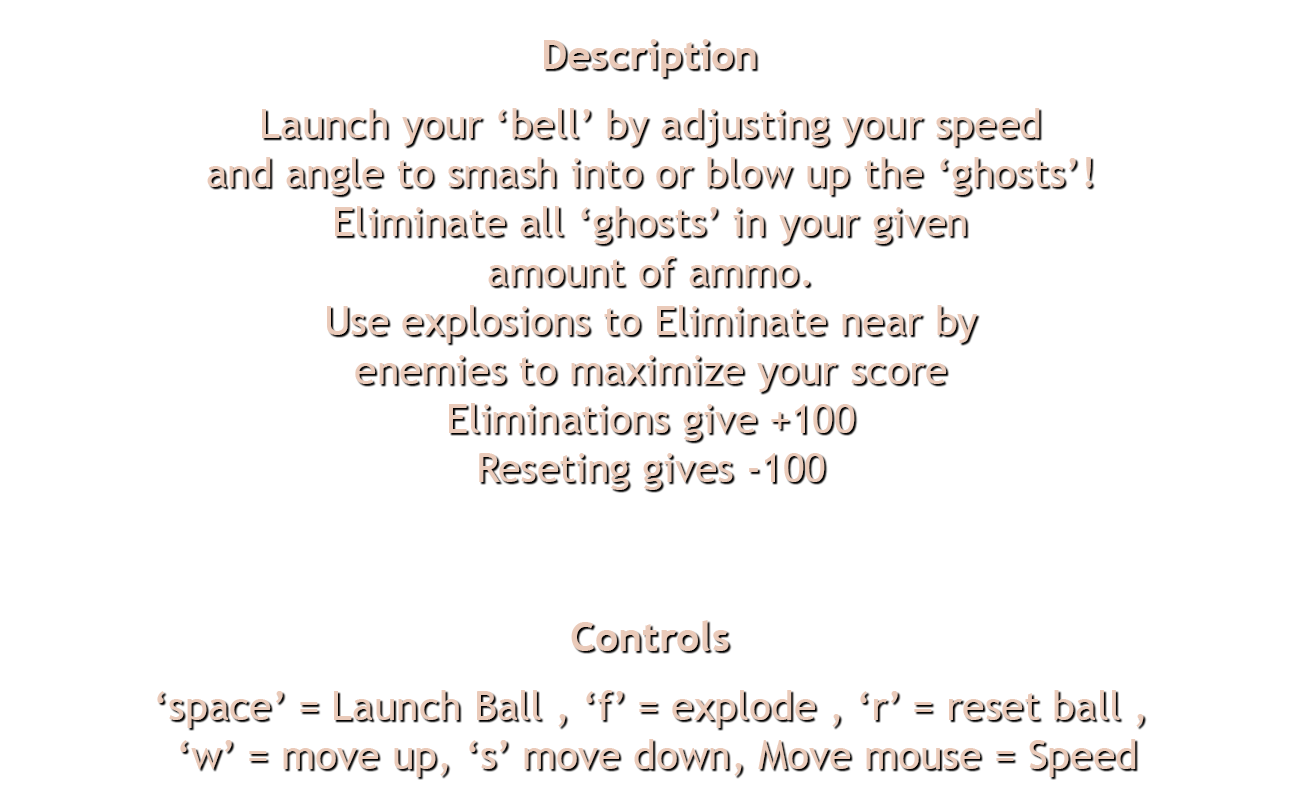 Description
Launch your ‘bell’ by adjusting your speed
and angle to smash into or blow up the ‘ghosts’!
Eliminate all ‘ghosts’ in your given
amount of ammo.
Use explosions to Eliminate near by
enemies to maximize your score
Eliminations give +100
Reseting gives -100
Controls
‘space’ = Launch Ball , ‘f’ = explode , ‘r’ = reset ball ,
‘w’ = move up, ‘s’ move down, Move mouse = Speed